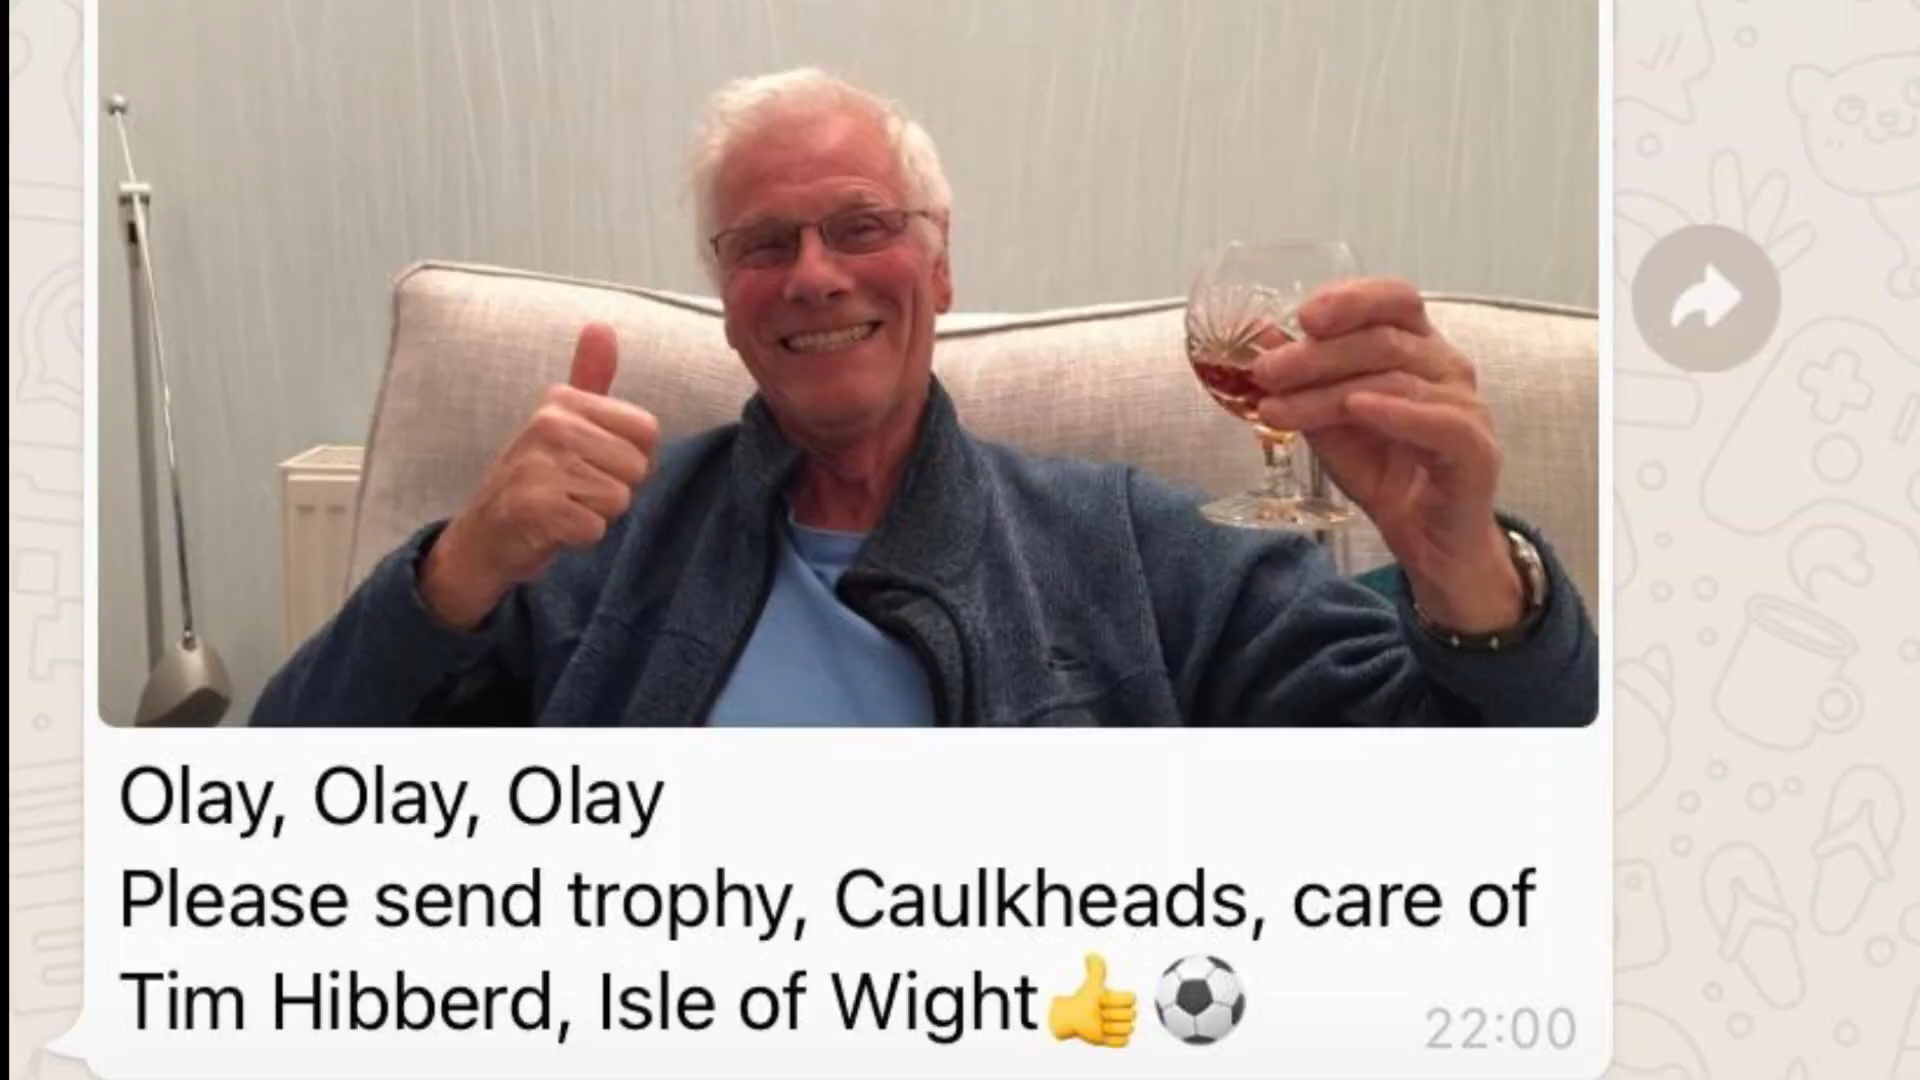 Olay, Olay, Olay
Please send trophy, Caulkheads, care of
Tim Hibberd, Isle of Wight👍⚽
22:00